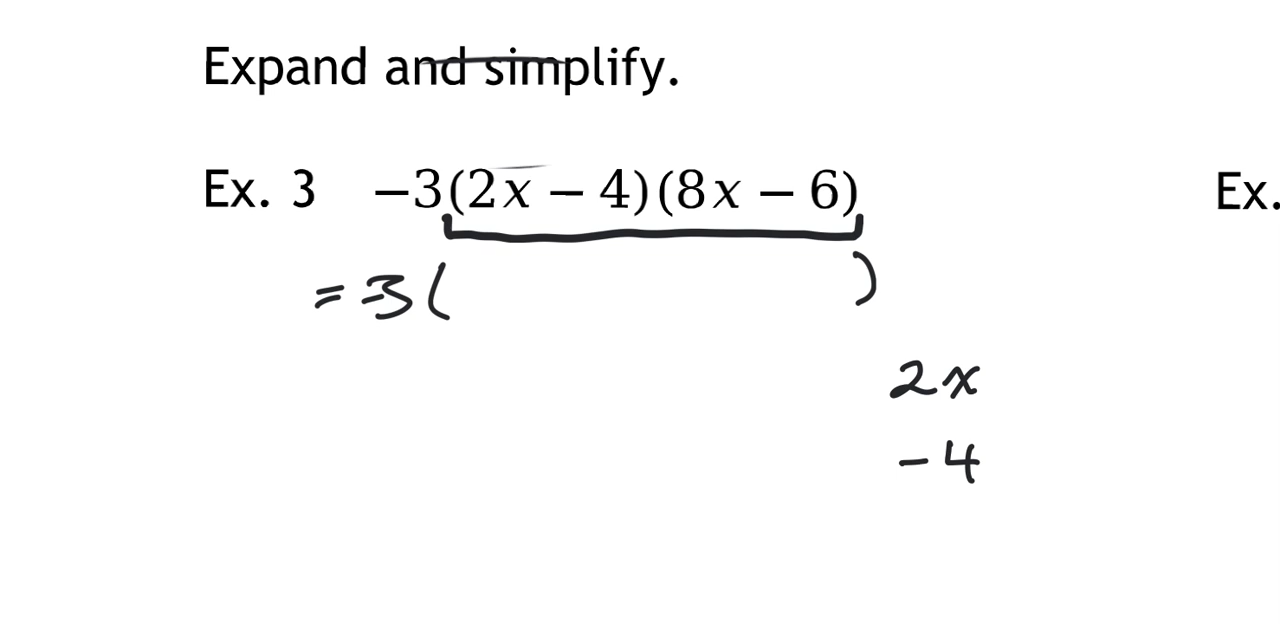 Expand and simplify.
Ex. 3 −3(2x − 4)(8x − 6)
Ex.
= -3( )
2x
-4